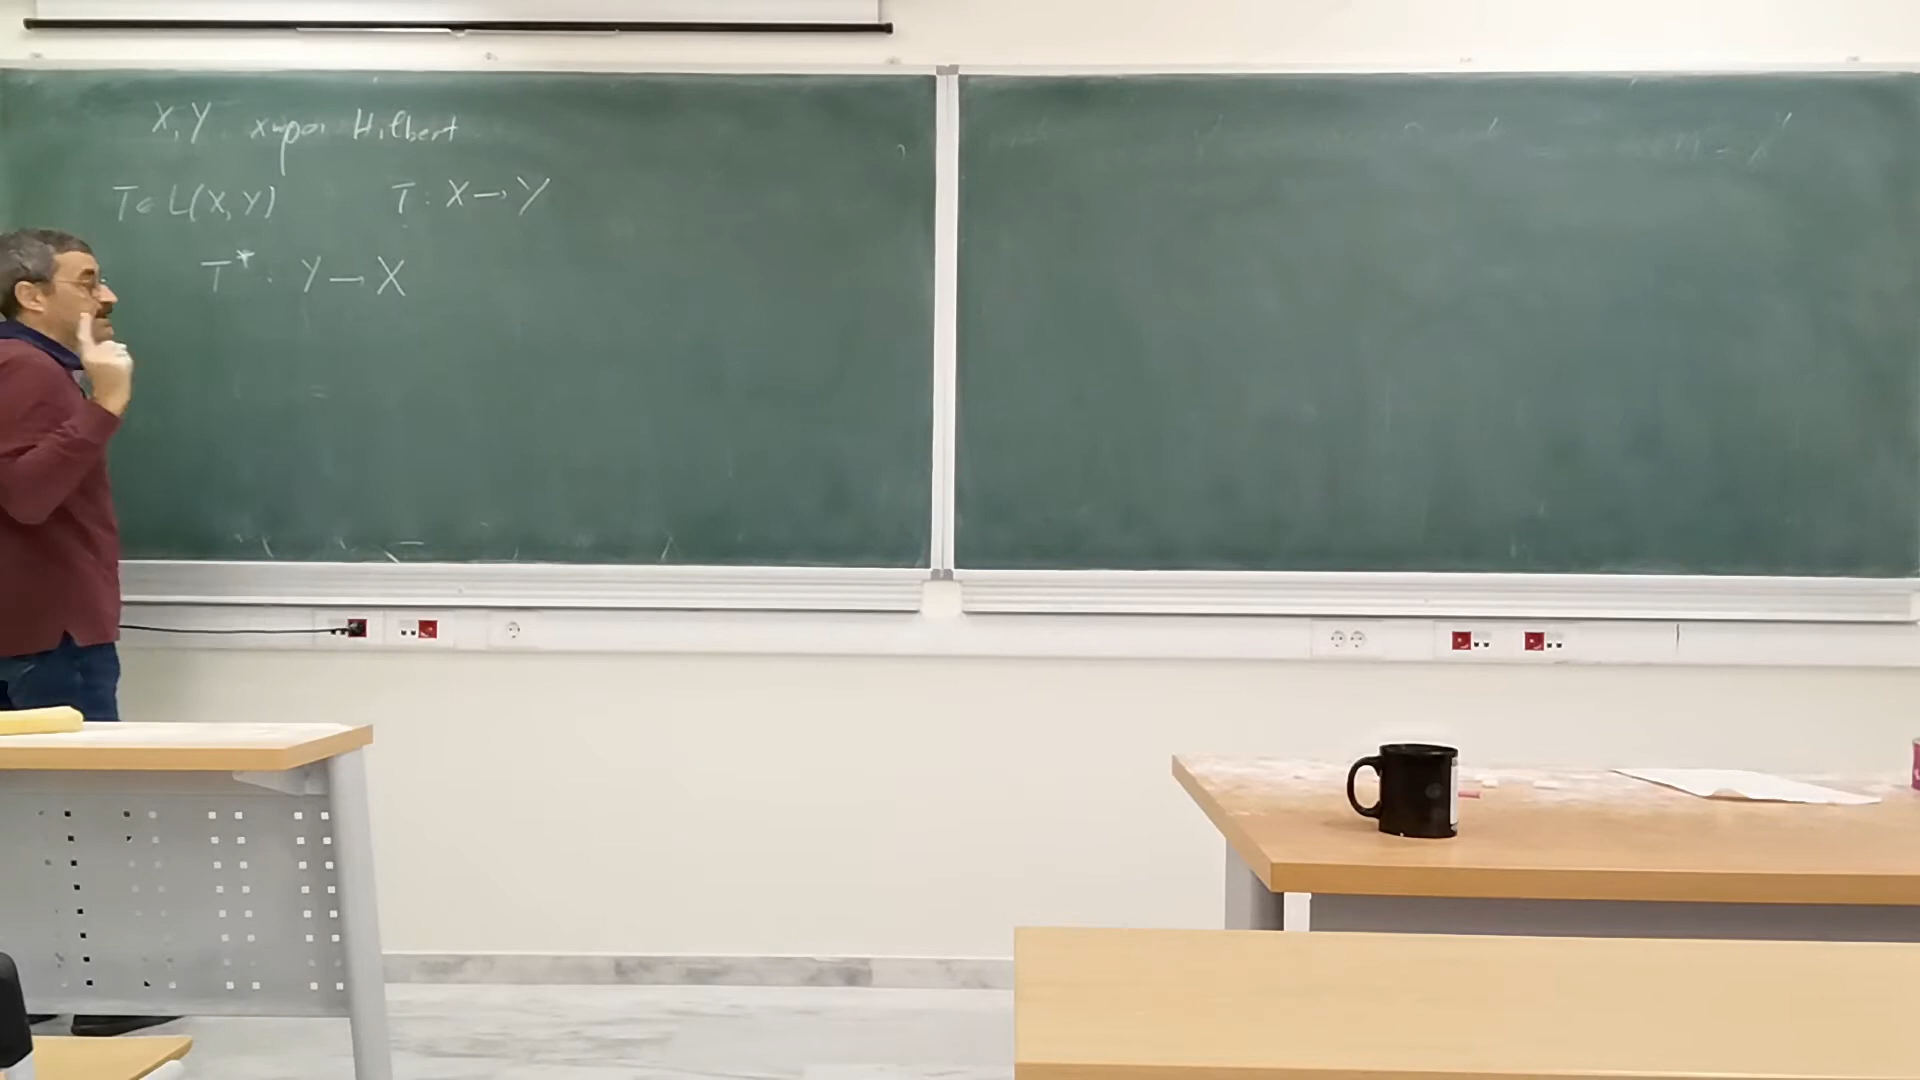 X, Y χώροι Hilbert
T ∈ L(X, Y) T : X → Y
T* : Y → X